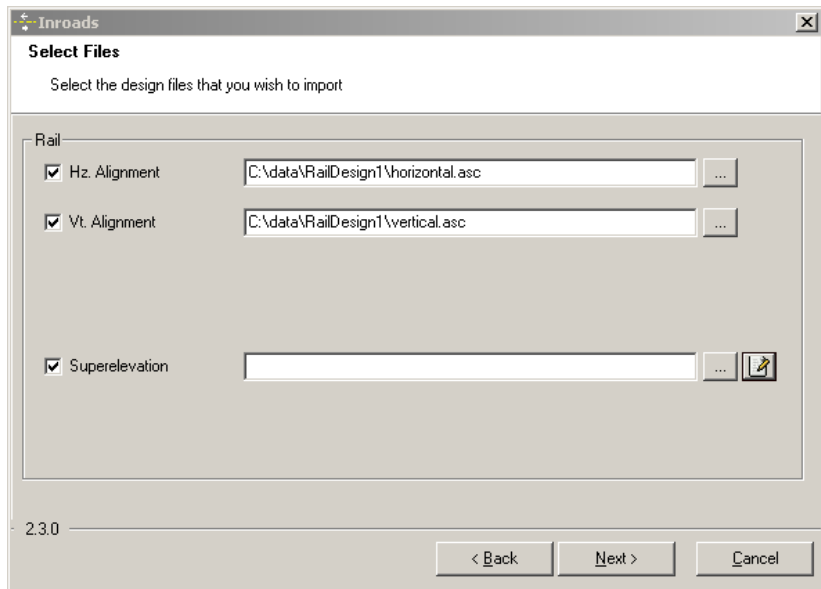 Inroads
Select Files
Select the design files that you wish to import
Rail
Hz. Alignment C:\data\RailDesign1\horizontal.asc ...
Vt. Alignment C:\data\RailDesign1\vertical.asc ...
Superelevation ...
2.3.0
< Back Next > Cancel